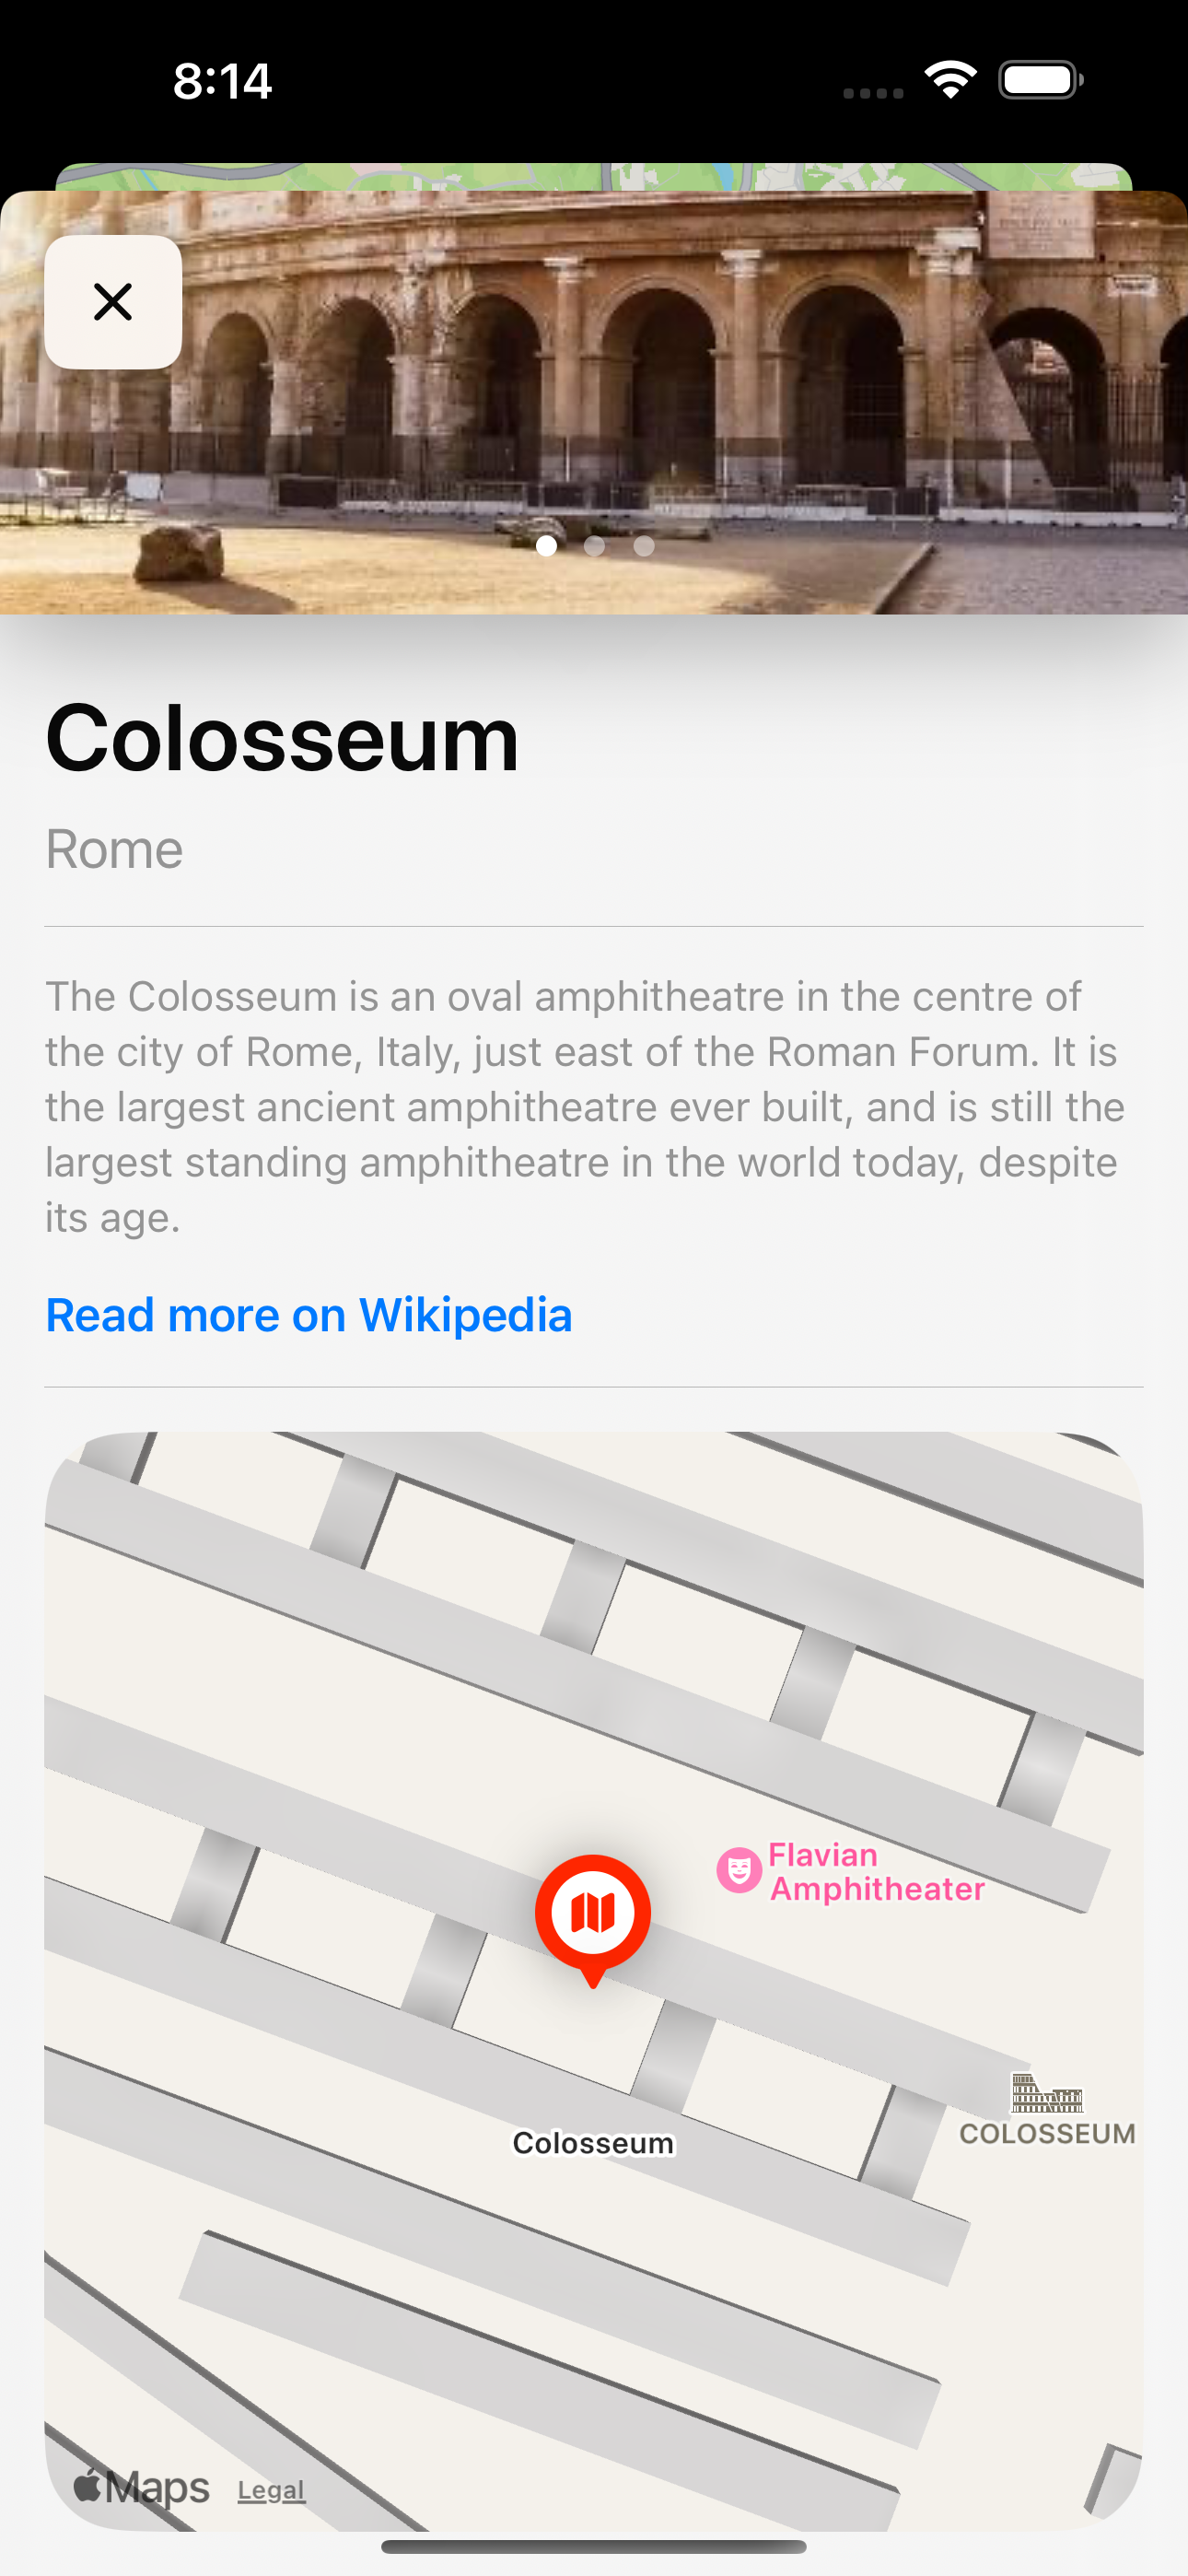 8:14
Colosseum
Rome
The Colosseum is an oval amphitheatre in the centre of
the city of Rome, Italy, just east of the Roman Forum. It is
the largest ancient amphitheatre ever built, and is still the
largest standing amphitheatre in the world today, despite
its age.
Read more on Wikipedia
Flavian
Amphitheater
COLOSSEUM
Colosseum
Maps Legal